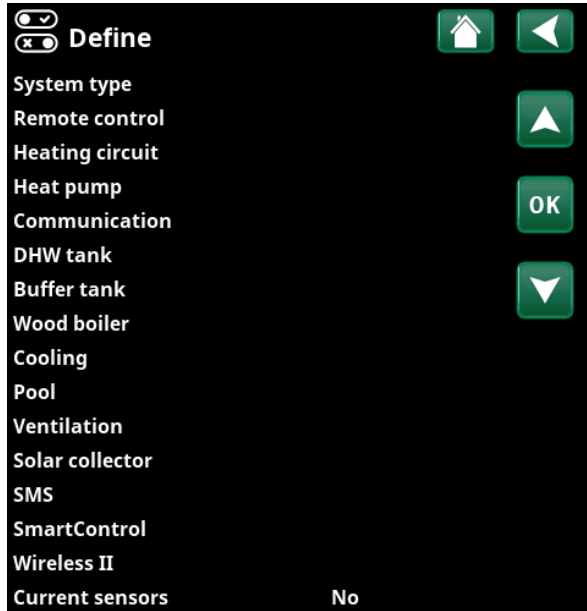 Define
System type
Remote control
Heating circuit
Heat pump
OK
Communication
DHW tank
Buffer tank
Wood boiler
Cooling
Pool
Ventilation
Solar collector
SMS
SmartControl
Wireless II
Current sensors No